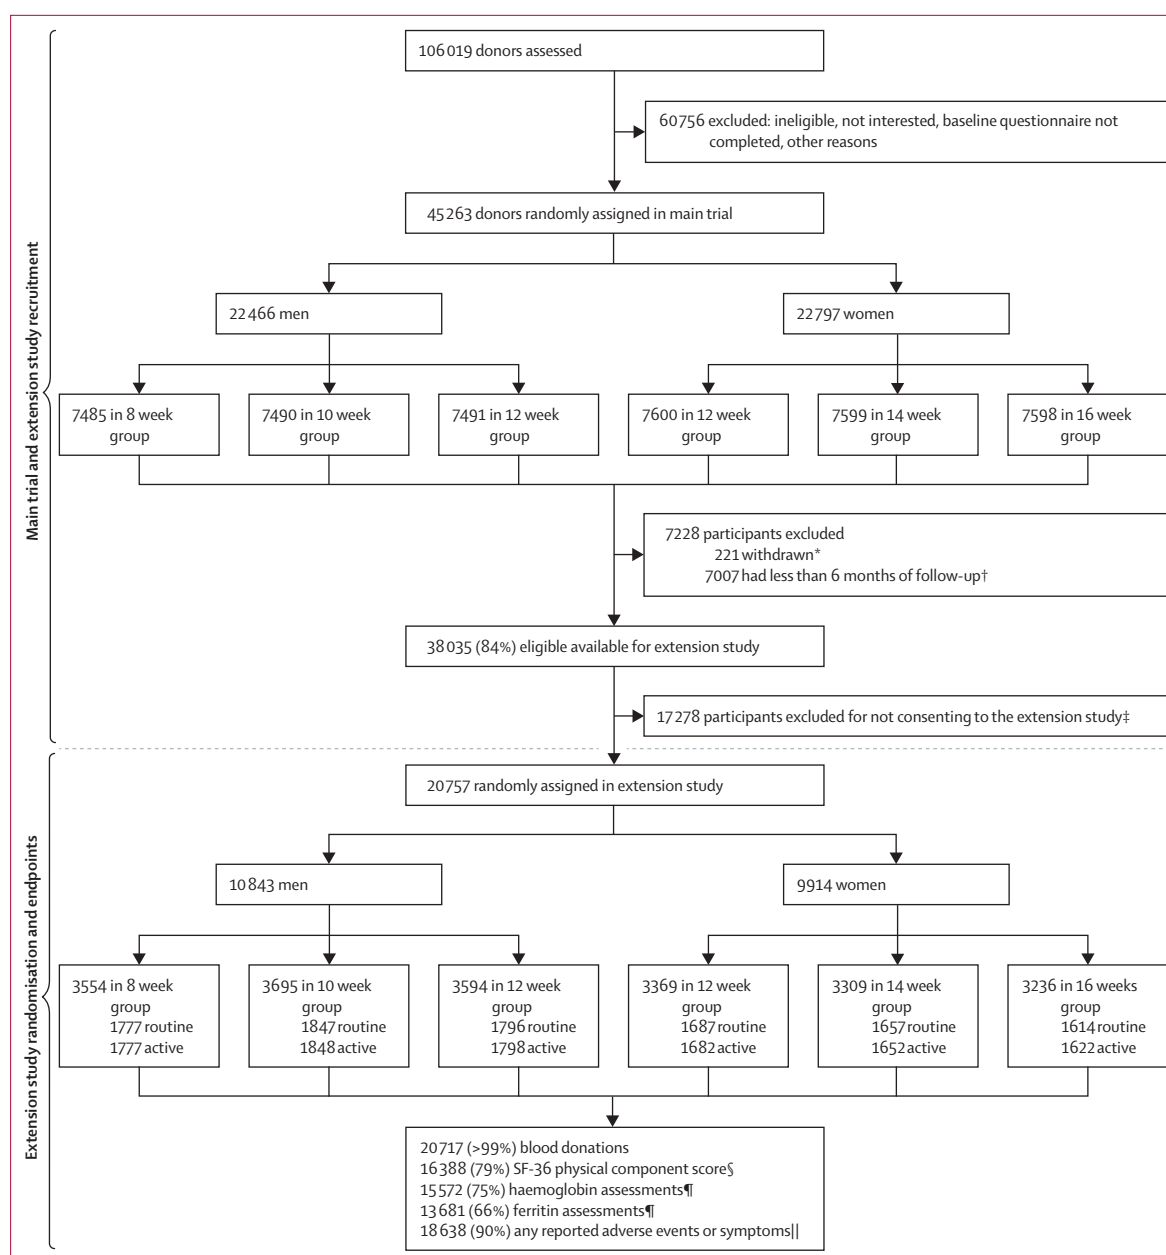 106 019 donors assessed
60 756 excluded: ineligible, not interested, baseline questionnaire not
completed, other reasons
45 263 donors randomly assigned in main trial
22 466 men
22 797 women
7485 in 8 week
group
7490 in 10 week
group
7491 in 12 week
group
7600 in 12 week
group
7599 in 14 week
group
7598 in 16 week
group
7228 participants excluded
221 withdrawn*
7007 had less than 6 months of follow-up†
38 035 (84%) eligible available for extension study
17 278 participants excluded for not consenting to the extension study‡
Main trial and extension study recruitment
20 757 randomly assigned in extension study
10 843 men
9914 women
3554 in 8 week
group
1777 routine
1777 active
3695 in 10 week
group
1847 routine
1848 active
3594 in 12 week
group
1796 routine
1798 active
3369 in 12 week
group
1687 routine
1682 active
3309 in 14 week
group
1657 routine
1652 active
3236 in 16 weeks
group
1614 routine
1622 active
20 717 (>99%) blood donations
16 388 (79%) SF-36 physical component score§
15 572 (75%) haemoglobin assessments¶
13 681 (66%) ferritin assessments¶
18 638 (90%) any reported adverse events or symptoms||
Extension study randomisation and endpoints